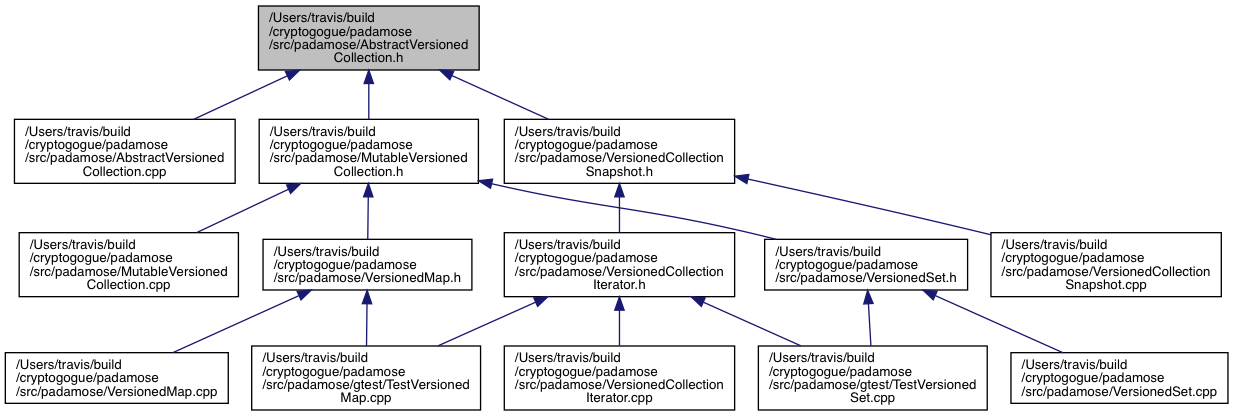 /Users/travis/build
/cryptogogue/padamose
/src/padamose/AbstractVersioned
Collection.h
/Users/travis/build
/cryptogogue/padamose
/src/padamose/AbstractVersioned
Collection.cpp
/Users/travis/build
/cryptogogue/padamose
/src/padamose/MutableVersioned
Collection.h
/Users/travis/build
/cryptogogue/padamose
/src/padamose/VersionedCollection
Snapshot.h
/Users/travis/build
/cryptogogue/padamose
/src/padamose/MutableVersioned
Collection.cpp
/Users/travis/build
/cryptogogue/padamose
/src/padamose/VersionedMap.h
/Users/travis/build
/cryptogogue/padamose
/src/padamose/VersionedCollection
Iterator.h
/Users/travis/build
/cryptogogue/padamose
/src/padamose/VersionedSet.h
/Users/travis/build
/cryptogogue/padamose
/src/padamose/VersionedCollection
Snapshot.cpp
/Users/travis/build
/cryptogogue/padamose
/src/padamose/VersionedMap.cpp
/Users/travis/build
/cryptogogue/padamose
/src/padamose/gtest/TestVersioned
Map.cpp
/Users/travis/build
/cryptogogue/padamose
/src/padamose/VersionedCollection
Iterator.cpp
/Users/travis/build
/cryptogogue/padamose
/src/padamose/gtest/TestVersioned
Set.cpp
/Users/travis/build
/cryptogogue/padamose
/src/padamose/VersionedSet.cpp